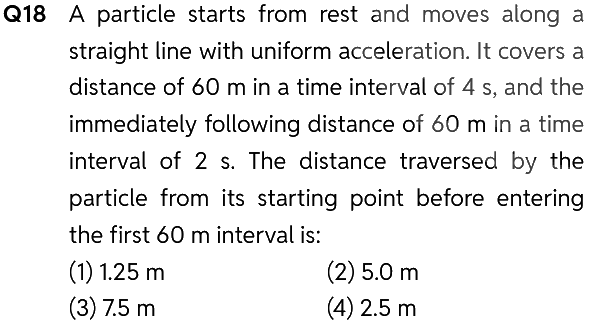 Q18 A particle starts from rest and moves along a
straight line with uniform acceleration. It covers a
distance of 60 m in a time interval of 4 s, and the
immediately following distance of 60 m in a time
interval of 2 s. The distance traversed by the
particle from its starting point before entering
the first 60 m interval is:
(1) 1.25 m (2) 5.0 m
(3) 7.5 m (4) 2.5 m